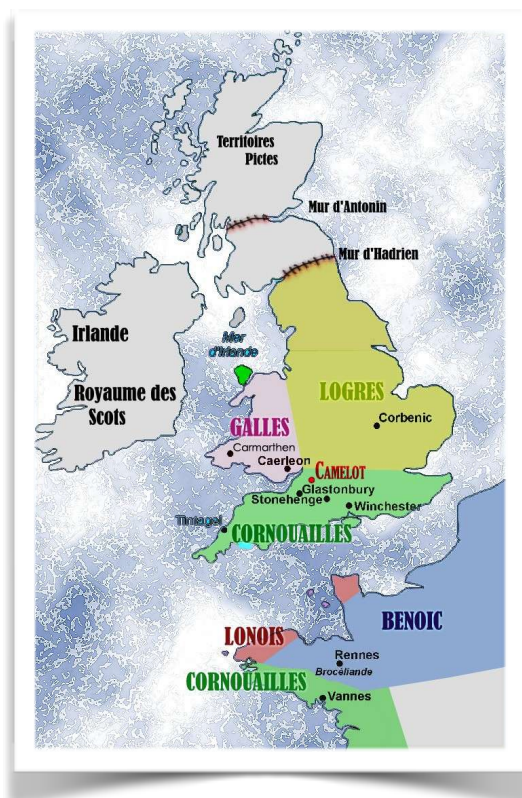 Territoires
Pictes
Mur d'Antonin
Mur d'Hadrien
Irlande
Mer
d'Irlande
Royaume des
Scots
LOGRES
Corbenic
GALLES
Carmarthen
Caerleon
CAMELOT
Glastonbury
Stonehenge
Winchester
Tintagel
CORNOUAILLES
BENOIC
LONOIS
Rennes
Brocéliande
CORNOUAILLES
Vannes